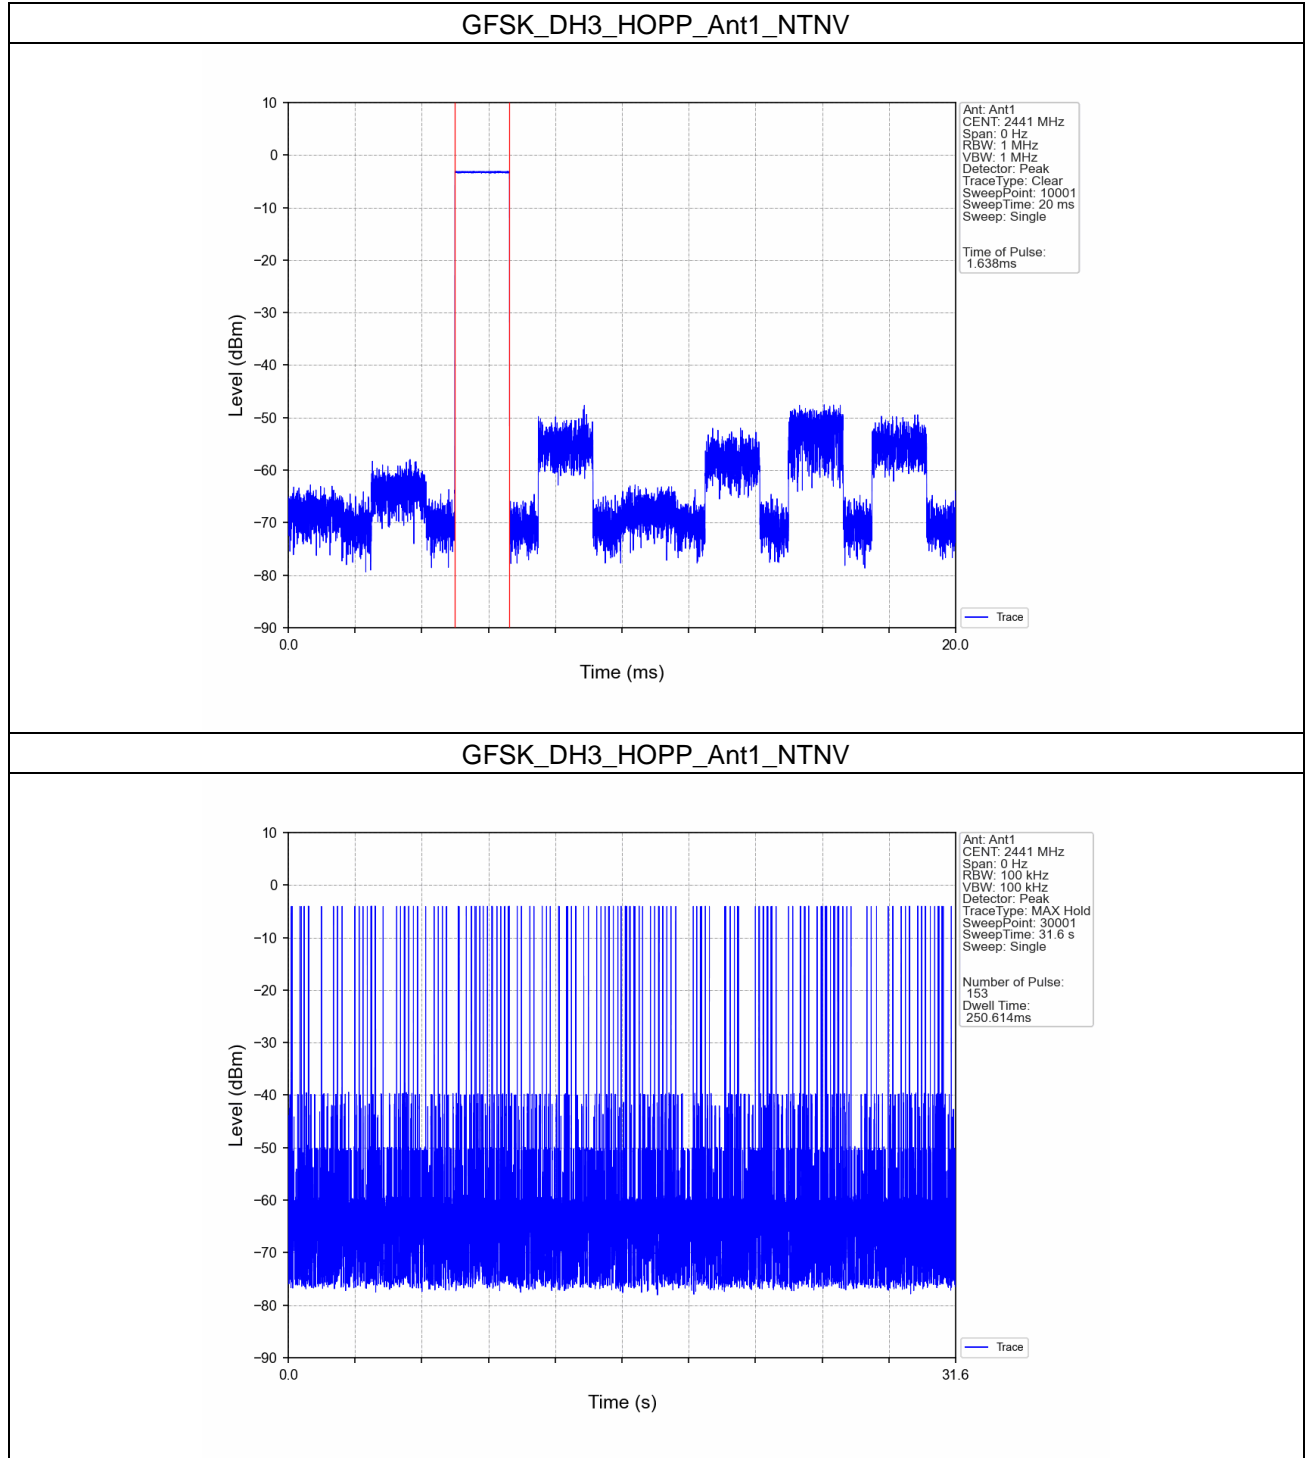 GFSK_DH3_HOPP_Ant1_NTNV
10
0
−10
−20
−30
−40
−50
−60
−70
−80
−90
Level (dBm)
0.0
20.0
Time (ms)
Ant: Ant1
CENT: 2441 MHz
Span: 0 Hz
RBW: 1 MHz
VBW: 1 MHz
Detector: Peak
TraceType: Clear
SweepPoint: 10001
SweepTime: 20 ms
Sweep: Single
Time of Pulse:
1.638ms
Trace
GFSK_DH3_HOPP_Ant1_NTNV
10
0
−10
−20
−30
−40
−50
−60
−70
−80
−90
Level (dBm)
0.0
31.6
Time (s)
Ant: Ant1
CENT: 2441 MHz
Span: 0 Hz
RBW: 100 kHz
VBW: 100 kHz
Detector: Peak
TraceType: MAX Hold
SweepPoint: 30001
SweepTime: 31.6 s
Sweep: Single
Number of Pulse:
153
Dwell Time:
250.614ms
Trace